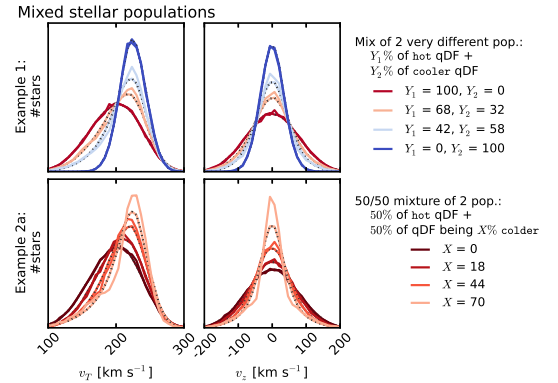 Mixed stellar populations
Example 1:
#stars
Mix of 2 very different pop.:
Y₁% of hot qDF +
Y₂% of cooler qDF
Y₁ = 100, Y₂ = 0
Y₁ = 68, Y₂ = 32
Y₁ = 42, Y₂ = 58
Y₁ = 0, Y₂ = 100
Example 2a:
#stars
50/50 mixture of 2 pop.:
50% of hot qDF +
50% of qDF being X% colder
X = 0
X = 18
X = 44
X = 70
100 200 300
-200 -100 0 100 200
v_T [km s⁻¹]
v_z [km s⁻¹]